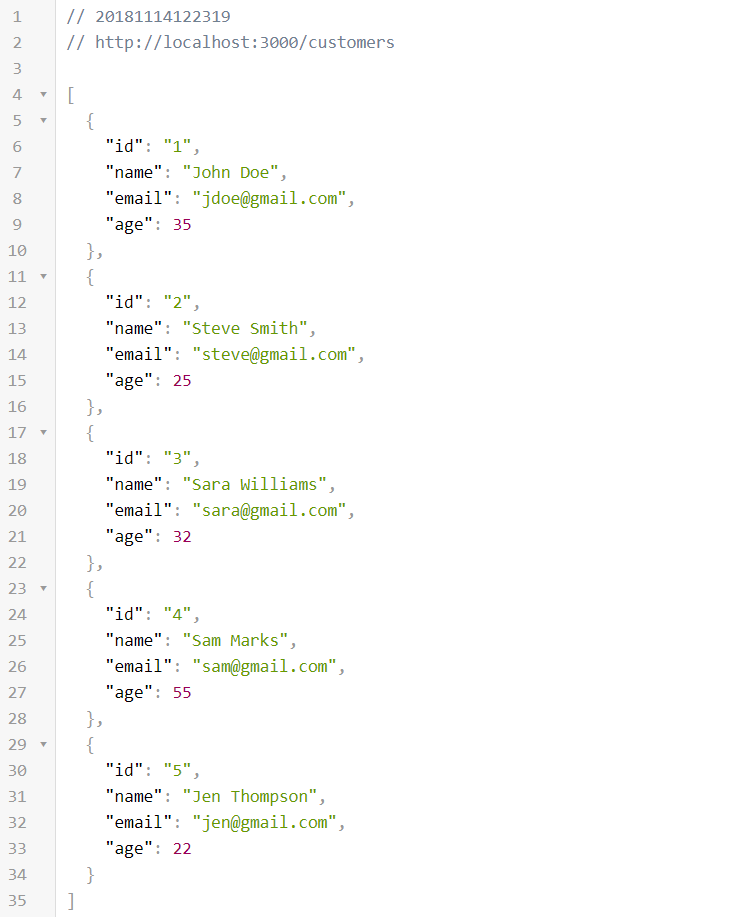 1 // 20181114122319
2 // http://localhost:3000/customers
3
4 [
5   {
6     "id": "1",
7     "name": "John Doe",
8     "email": "jdoe@gmail.com",
9     "age": 35
10   },
11   {
12     "id": "2",
13     "name": "Steve Smith",
14     "email": "steve@gmail.com",
15     "age": 25
16   },
17   {
18     "id": "3",
19     "name": "Sara Williams",
20     "email": "sara@gmail.com",
21     "age": 32
22   },
23   {
24     "id": "4",
25     "name": "Sam Marks",
26     "email": "sam@gmail.com",
27     "age": 55
28   },
29   {
30     "id": "5",
31     "name": "Jen Thompson",
32     "email": "jen@gmail.com",
33     "age": 22
34   }
35 ]